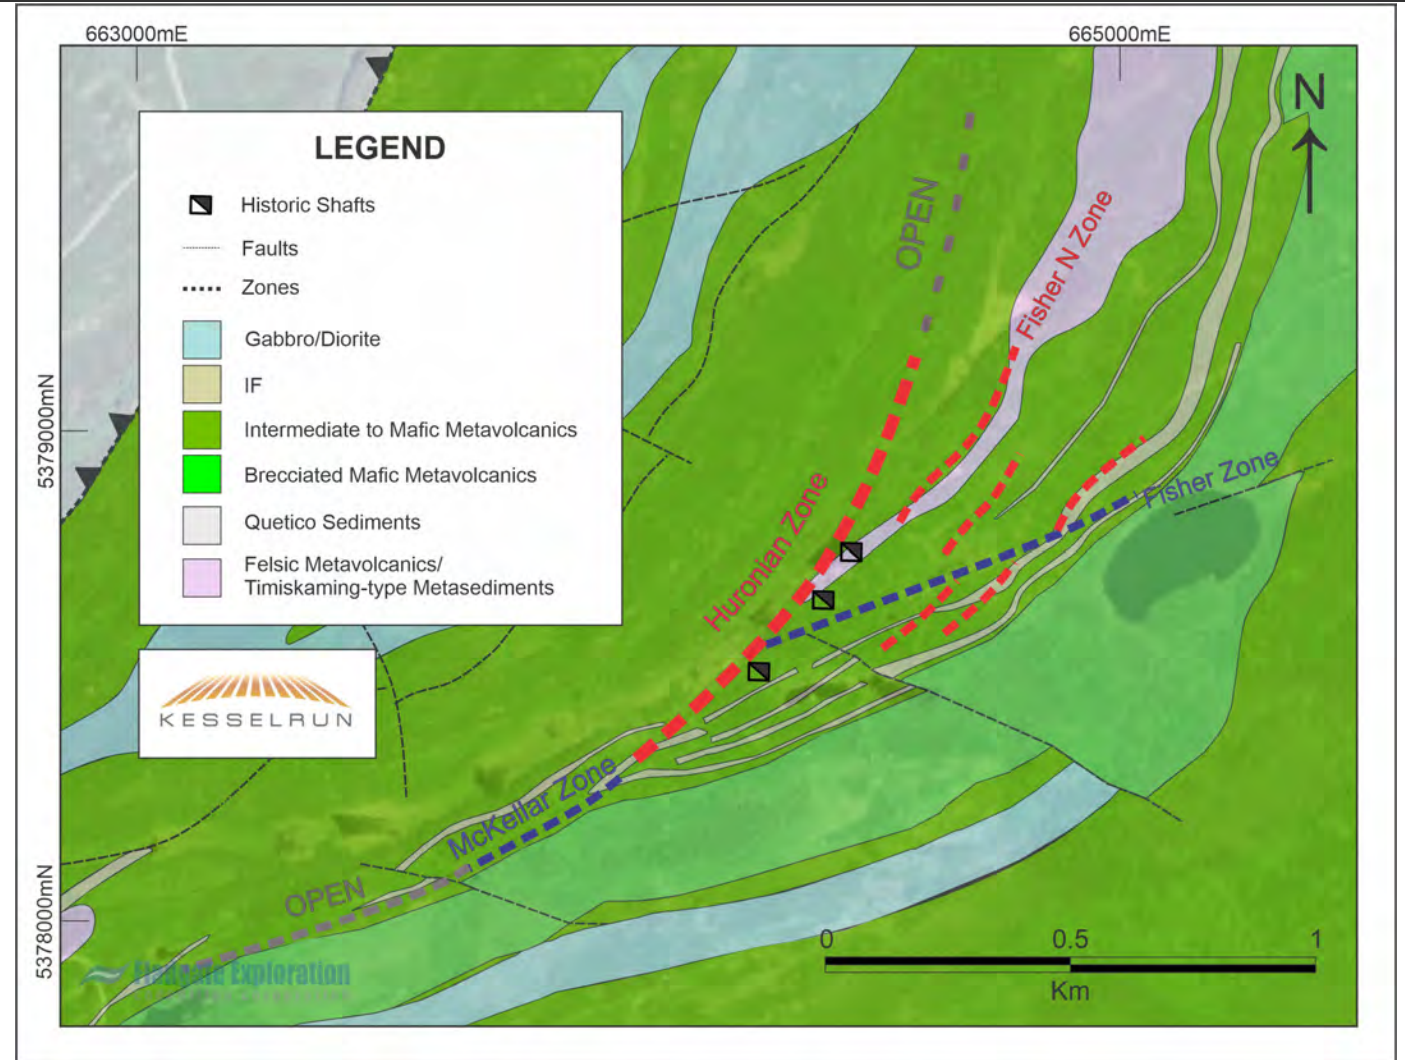 663000mE
665000mE
N
LEGEND
Historic Shafts
Faults
Zones
Gabbro/Diorite
IF
Intermediate to Mafic Metavolcanics
Brecciated Mafic Metavolcanics
Quetico Sediments
Felsic Metavolcanics/
Timiskaming-type Metasediments
OPEN
Fisher N Zone
5379000mN
Huronian Zone
Fisher Zone
KESSELRUN
McKellar Zone
OPEN
5378000mN
Exploration
0
0.5
1
Km